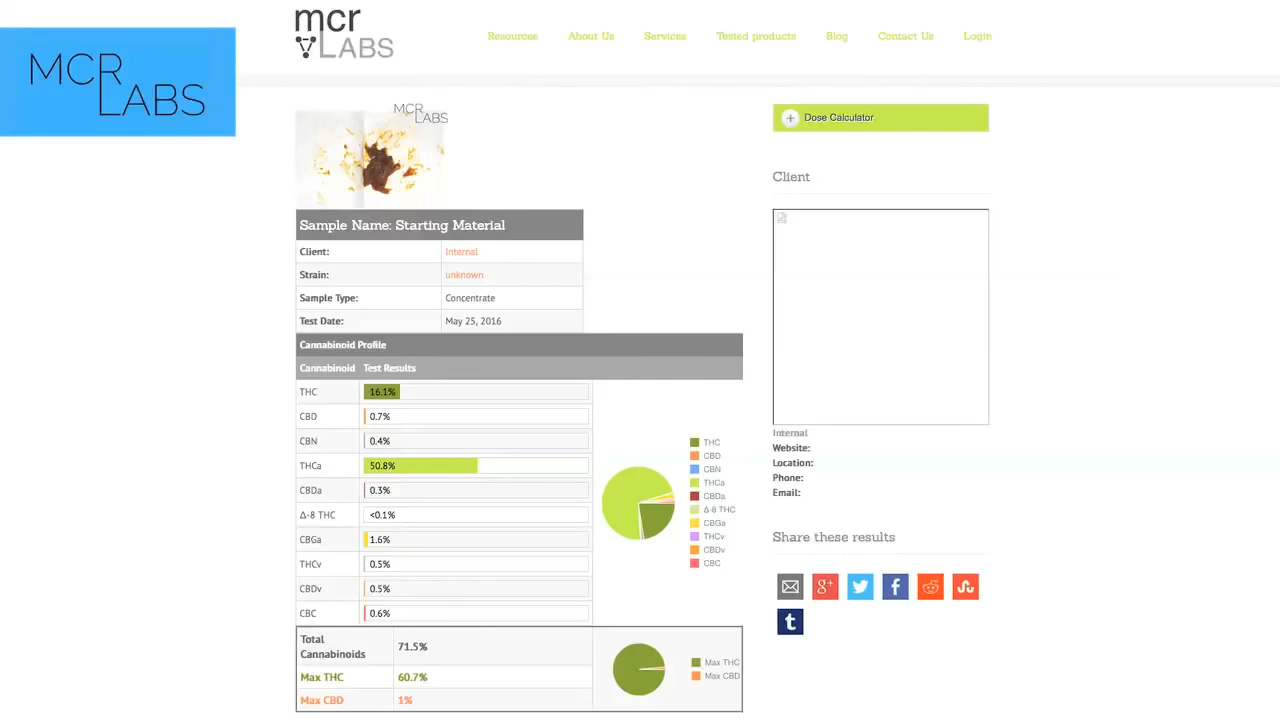 mcr
LABS
Resources About Us Services Tested products Blog Contact Us Login
MCR
LABS
MCR
LABS
Dose Calculator
Client
Sample Name: Starting Material
Client: Internal
Strain: unknown
Sample Type: Concentrate
Test Date: May 25, 2016
Cannabinoid Profile
Cannabinoid Test Results
THC 16.1%
CBD 0.7%
CBN 0.4%
THCa 50.8%
CBDa 0.3%
Δ-8 THC <0.1%
CBGa 1.6%
THCv 0.5%
CBDv 0.5%
CBC 0.6%
THC
CBD
CBN
THCa
CBDa
Δ-8 THC
CBGa
THCv
CBDv
CBC
Total
Cannabinoids 71.5%
Max THC 60.7%
Max CBD 1%
Max THC
Max CBD
Internal
Website:
Location:
Phone:
Email:
Share these results